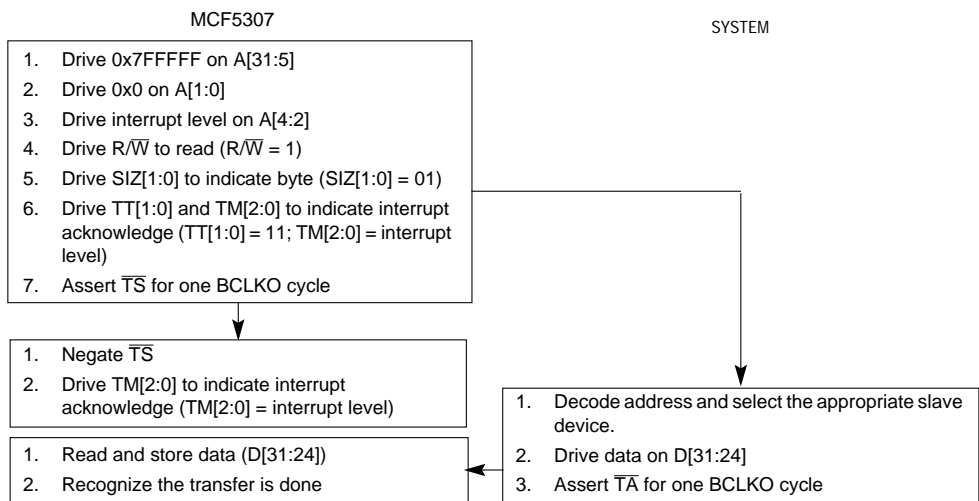 MCF5307
SYSTEM
1. Drive 0x7FFFFF on A[31:5]
2. Drive 0x0 on A[1:0]
3. Drive interrupt level on A[4:2]
4. Drive R/W̅ to read (R/W̅ = 1)
5. Drive SIZ[1:0] to indicate byte (SIZ[1:0] = 01)
6. Drive TT[1:0] and TM[2:0] to indicate interrupt
acknowledge (TT[1:0] = 11; TM[2:0] = interrupt
level)
7. Assert T̅S̅ for one BCLKO cycle
1. Negate T̅S̅
2. Drive TM[2:0] to indicate interrupt
acknowledge (TM[2:0] = interrupt level)
1. Decode address and select the appropriate slave
device.
2. Drive data on D[31:24]
3. Assert T̅A̅ for one BCLKO cycle
1. Read and store data (D[31:24])
2. Recognize the transfer is done